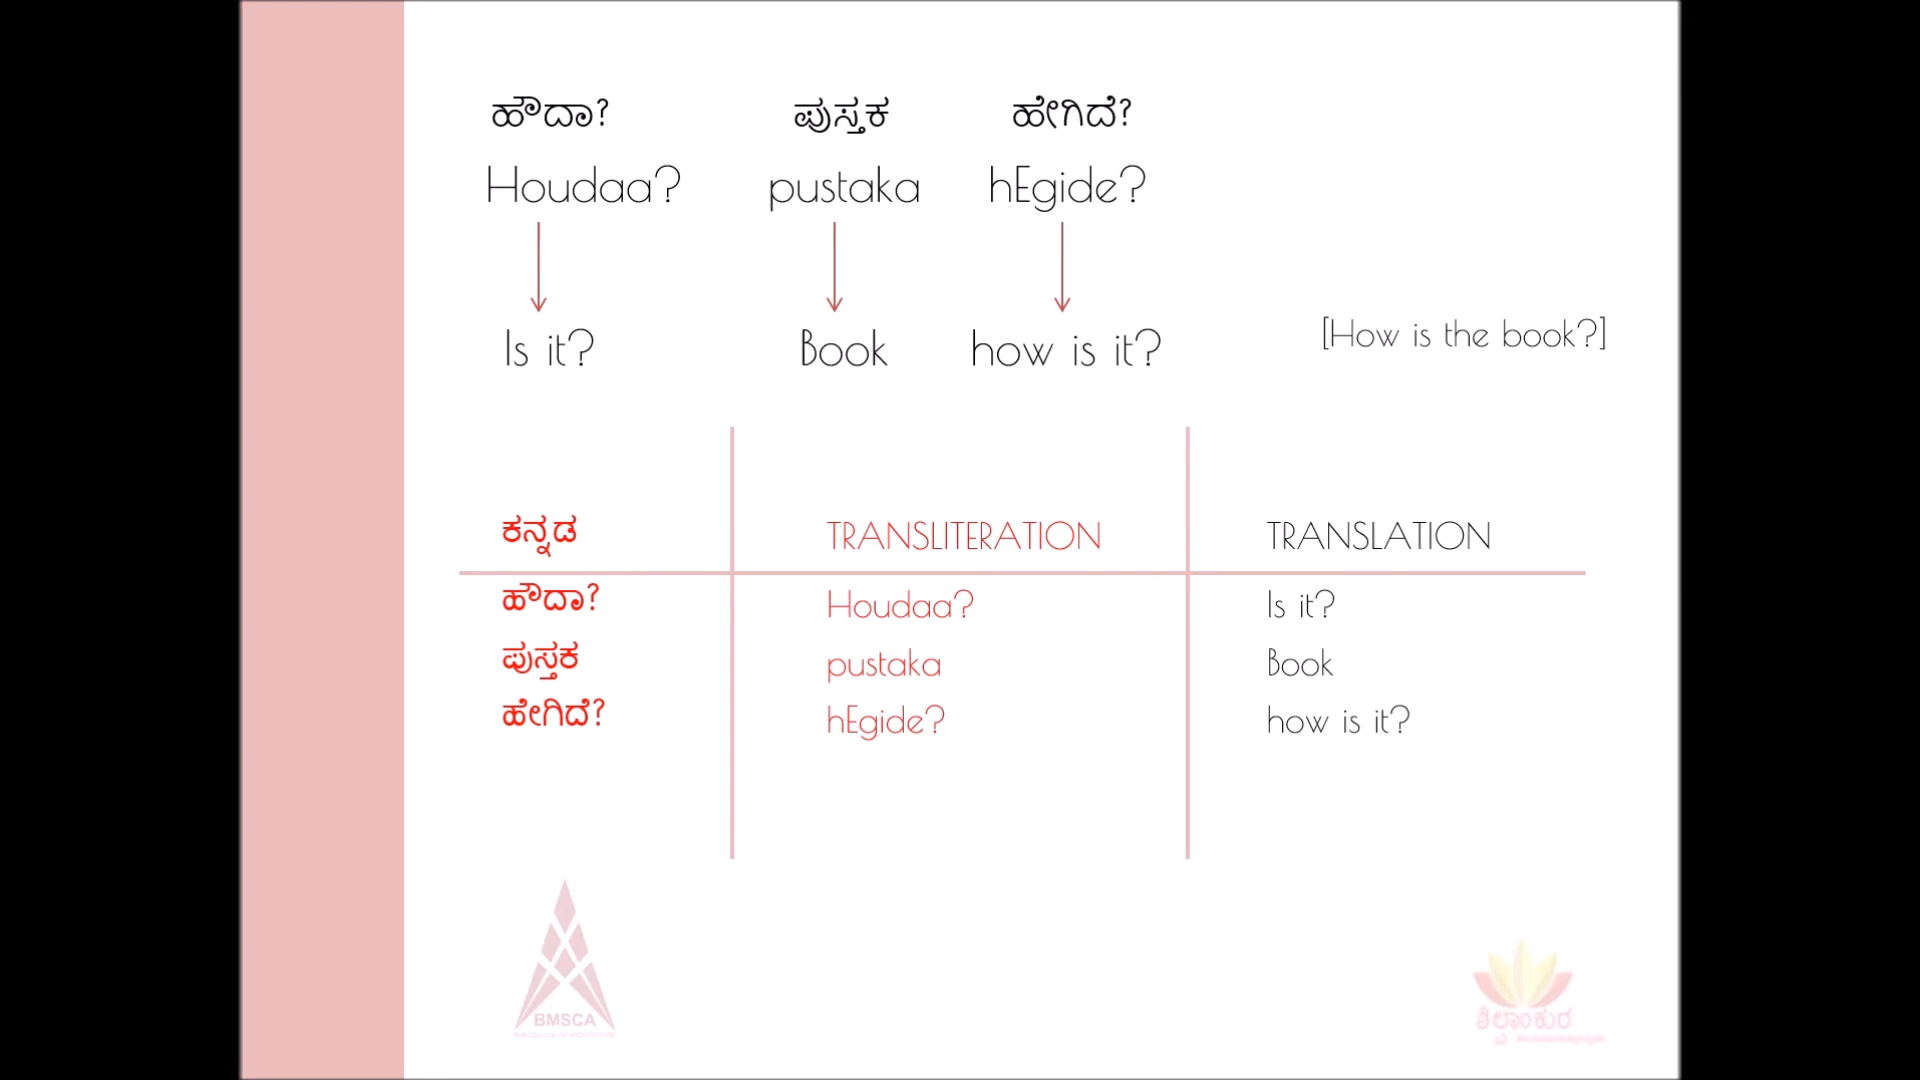 ಹೌದಾ? ಪುಸ್ತಕ ಹೇಗಿದೆ?
Houdaa? pustaka hEgide?
Is it? Book how is it? [How is the book?]
ಕನ್ನಡ TRANSLITERATION TRANSLATION
ಹೌದಾ? Houdaa? Is it?
ಪುಸ್ತಕ pustaka Book
ಹೇಗಿದೆ? hEgide? how is it?
BMSCA
ಶಿಲ್ಪಾಂಕುರ